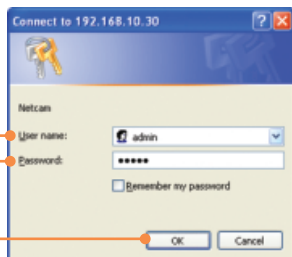 Connect to 192.168.10.30
Netcam
User name: admin
Password: •••••
Remember my password
OK Cancel